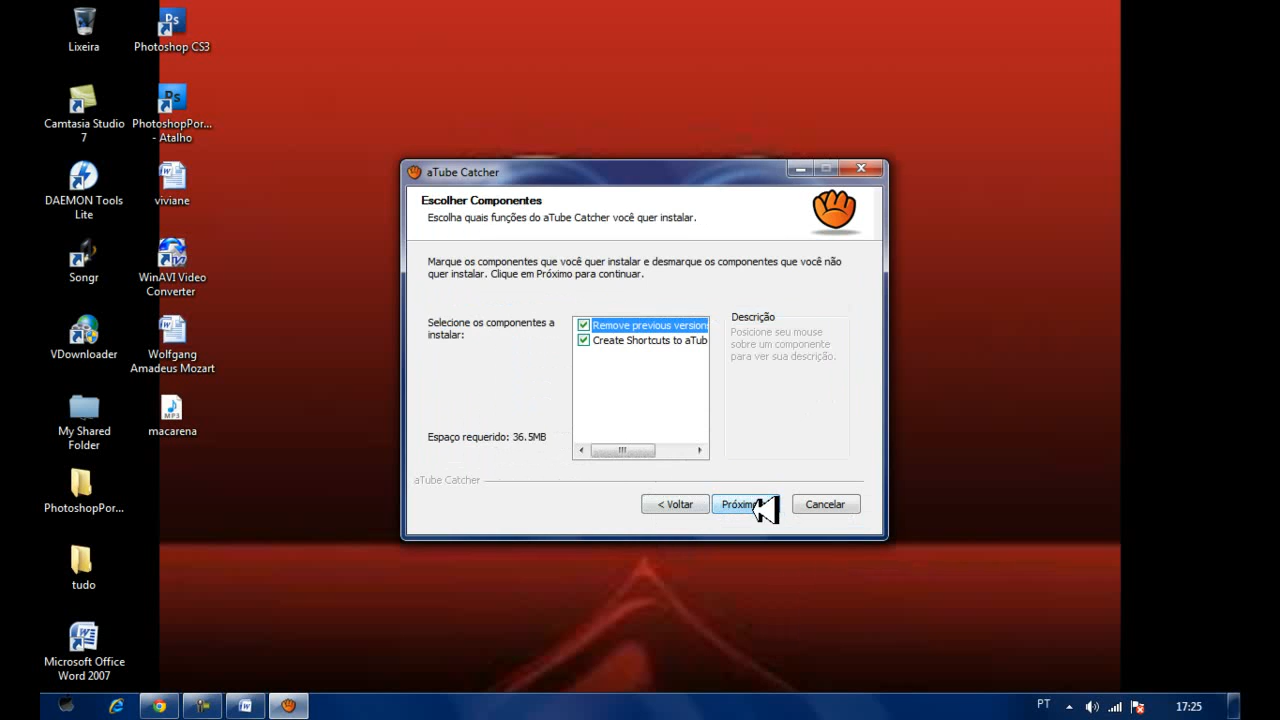 Lixeira
Photoshop CS3
Camtasia Studio
7
PhotoshopPor...
- Atalho
DAEMON Tools
Lite
viviane
Songr
WinAVI Video
Converter
VDownloader
Wolfgang
Amadeus Mozart
My Shared
Folder
macarena
PhotoshopPor...
tudo
Microsoft Office
Word 2007
aTube Catcher
Escolher Componentes
Escolha quais funções do aTube Catcher você quer instalar.
Marque os componentes que você quer instalar e desmarque os componentes que você não
quer instalar. Clique em Próximo para continuar.
Selecione os componentes a
instalar:
Remove previous versions
Create Shortcuts to aTub
Descrição
Posicione seu mouse
sobre um componente
para ver sua descrição.
Espaço requerido: 36.5MB
aTube Catcher
< Voltar
Próxim
Cancelar
PT
17:25